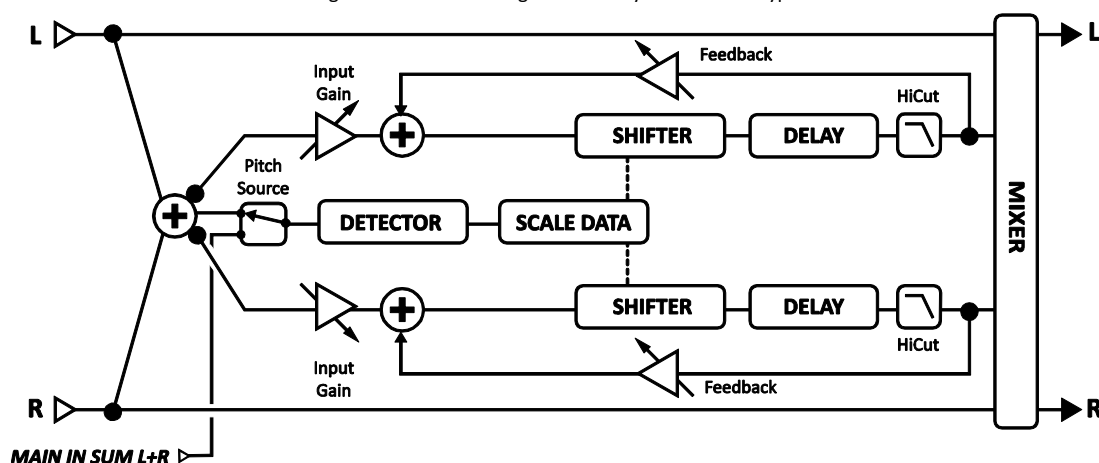 L
L
Feedback
Input
Gain
HiCut
SHIFTER
DELAY
Pitch
Source
DETECTOR
SCALE DATA
MIXER
SHIFTER
DELAY
HiCut
Input
Gain
Feedback
R
R
MAIN IN SUM L+R